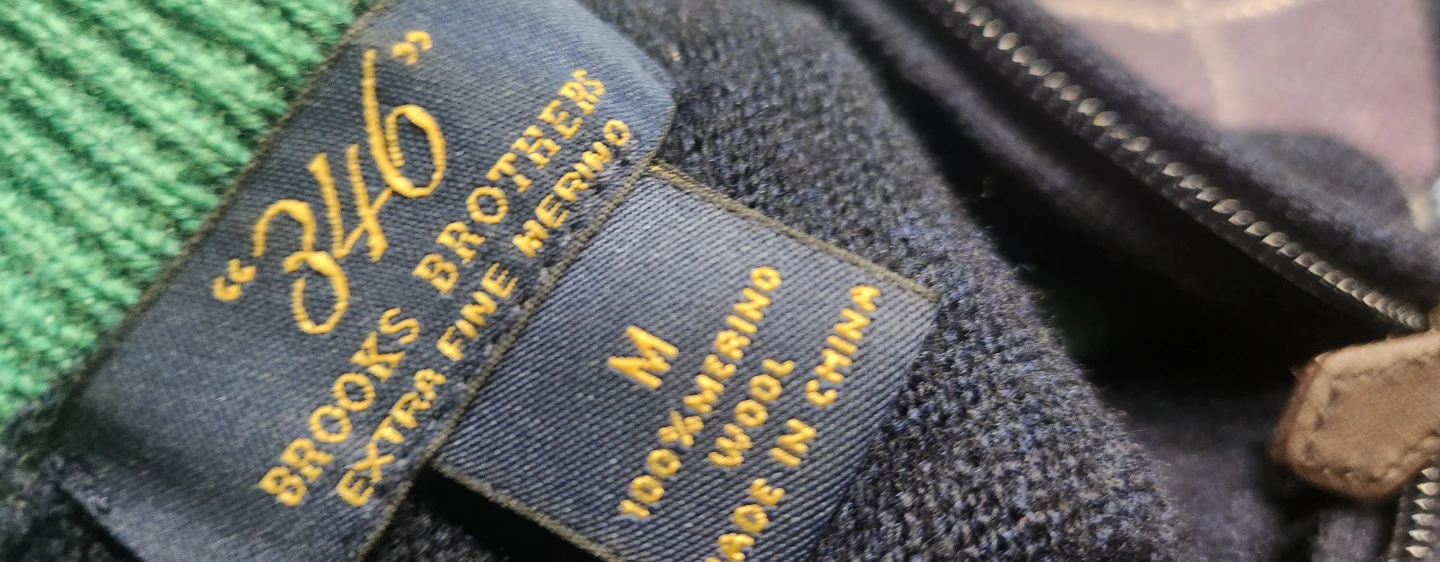 “346”
BROOKS BROTHERS
EXTRA FINE MERINO
M
100%MERINO
WOOL
MADE IN CHINA